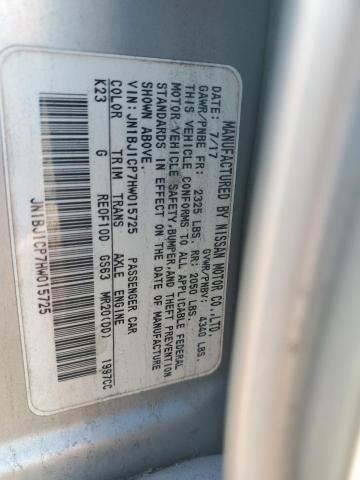 MANUFACTURED BY NISSAN MOTOR CO.,LTD.
DATE: 7/17 GVWR/PNBV: 4340 LBS.
GAWR/PNBE FR: 2325 LBS. RR: 2050 LBS.
THIS VEHICLE CONFORMS TO ALL APPLICABLE FEDERAL
MOTOR VEHICLE SAFETY, BUMPER, AND THEFT PREVENTION
STANDARDS IN EFFECT ON THE DATE OF MANUFACTURE
SHOWN ABOVE.
VIN: JN1BJ1CP7HW015725 PASSENGER CAR
COLOR TRIM TRANS AXLE ENGINE
K23 G RE0F10D GS63 MR20(DD) 1997CC
JN1BJ1CP7HW015725